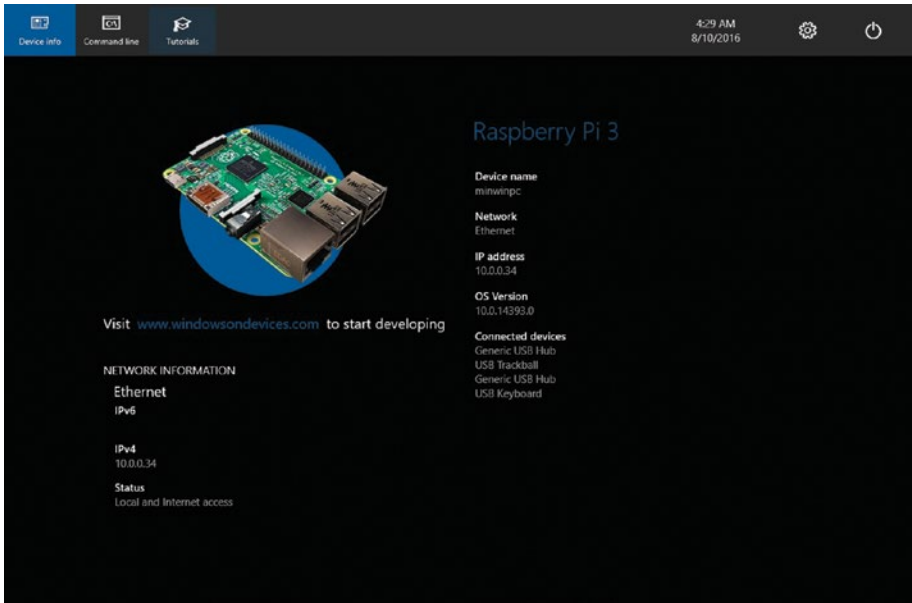 Device info
Command line
Tutorials
4:29 AM
8/10/2016
Raspberry Pi 3
Device name
minwinpc
Network
Ethernet
IP address
10.0.0.34
OS Version
10.0.14393.0
Connected devices
Generic USB Hub
USB Trackball
Generic USB Hub
USB Keyboard
Visit www.windowsondevices.com to start developing
NETWORK INFORMATION
Ethernet
IPv6
IPv4
10.0.0.34
Status
Local and Internet access